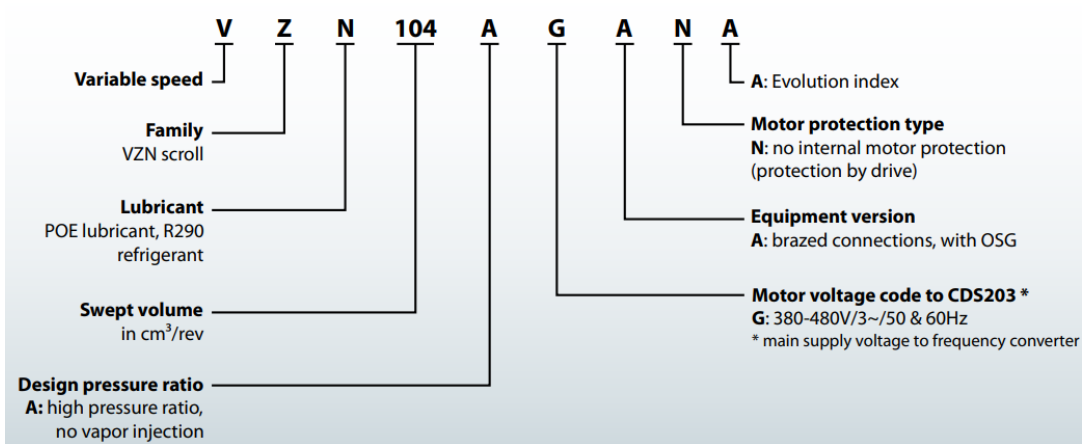 V Z N 104 A G A N A
Variable speed
Family
VZN scroll
Lubricant
POE lubricant, R290
refrigerant
Swept volume
in cm³/rev
Design pressure ratio
A: high pressure ratio,
no vapor injection
A: Evolution index
Motor protection type
N: no internal motor protection
(protection by drive)
Equipment version
A: brazed connections, with OSG
Motor voltage code to CDS203 *
G: 380-480V/3~/50 & 60Hz
* main supply voltage to frequency converter